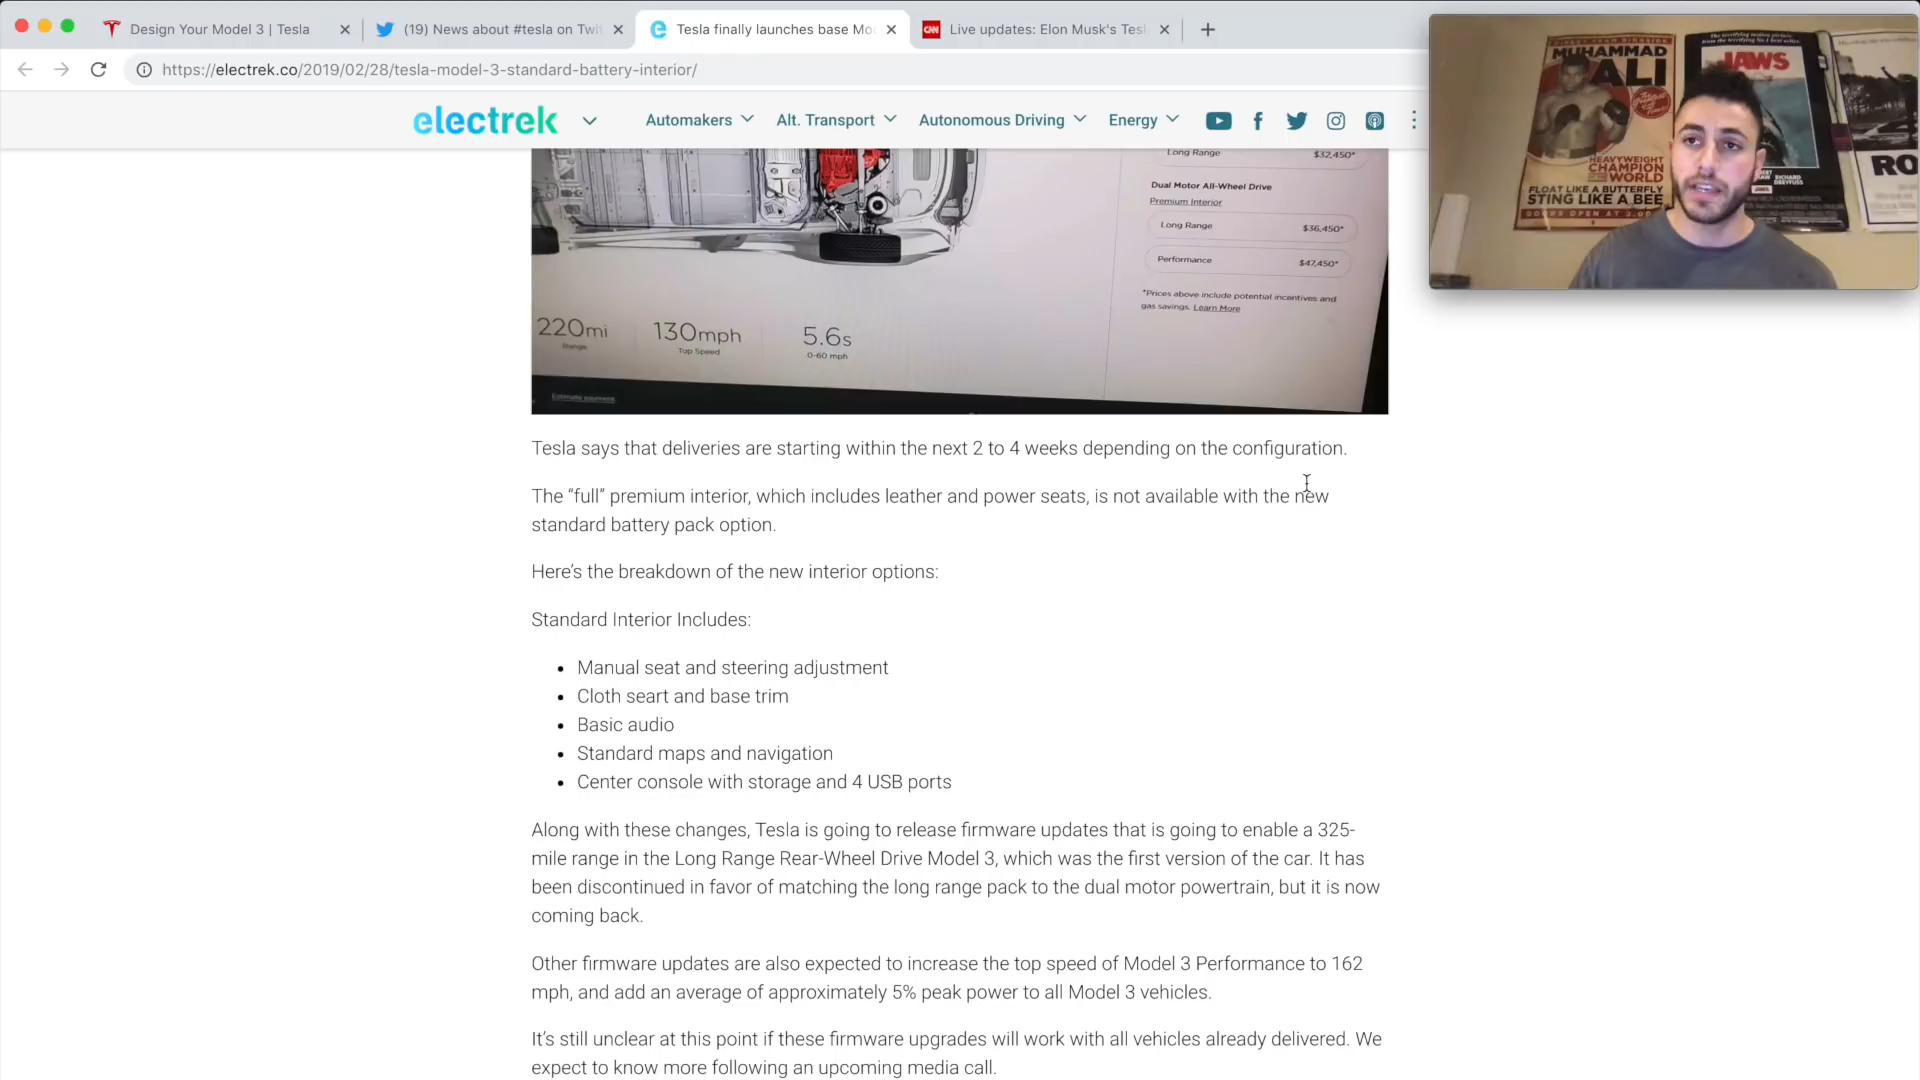 Design Your Model 3 | Tesla
(19) News about #tesla on Twit
Tesla finally launches base Mo
CNN
Live updates: Elon Musk's Tesl
https://electrek.co/2019/02/28/tesla-model-3-standard-battery-interior/
electrek
Automakers
Alt. Transport
Autonomous Driving
Energy
MUHAMMAD
ALI
HEAVYWEIGHT
CHAMPION
OF THE
WORLD
FLOAT LIKE A BUTTERFLY
STING LIKE A BEE
JAWS
RO
Long Range $32,450*
Dual Motor All-Wheel Drive
Premium Interior
Long Range $36,450*
Performance $47,450*
*Prices above include potential incentives and
gas savings. Learn More
220mi 130mph 5.6s
Range Top Speed 0-60 mph
Estimate payment
Tesla says that deliveries are starting within the next 2 to 4 weeks depending on the configuration.
The “full” premium interior, which includes leather and power seats, is not available with the new
standard battery pack option.
Here’s the breakdown of the new interior options:
Standard Interior Includes:
• Manual seat and steering adjustment
• Cloth seart and base trim
• Basic audio
• Standard maps and navigation
• Center console with storage and 4 USB ports
Along with these changes, Tesla is going to release firmware updates that is going to enable a 325-
mile range in the Long Range Rear-Wheel Drive Model 3, which was the first version of the car. It has
been discontinued in favor of matching the long range pack to the dual motor powertrain, but it is now
coming back.
Other firmware updates are also expected to increase the top speed of Model 3 Performance to 162
mph, and add an average of approximately 5% peak power to all Model 3 vehicles.
It’s still unclear at this point if these firmware upgrades will work with all vehicles already delivered. We
expect to know more following an upcoming media call.